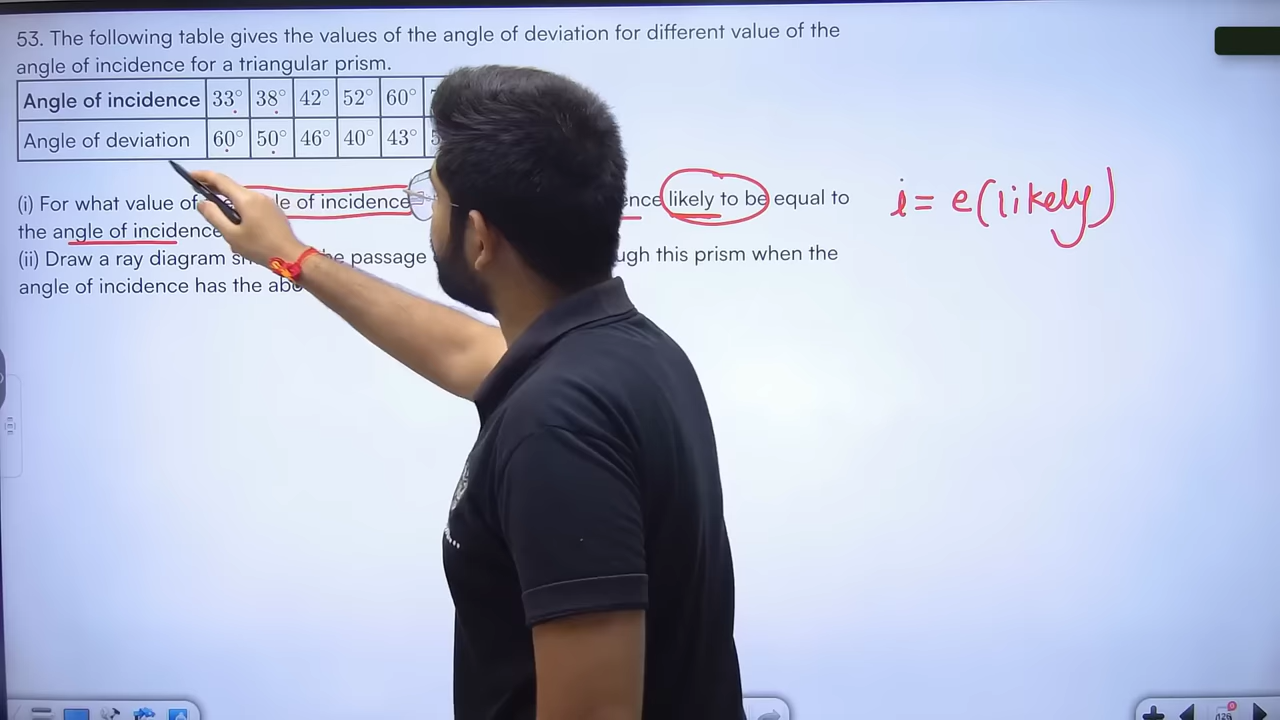 53. The following table gives the values of the angle of deviation for different value of the
angle of incidence for a triangular prism.
Angle of incidence 33° 38° 42° 52° 60°
Angle of deviation 60° 50° 46° 40° 43° 5
(i) For what value of le of incidence nce likely to be equal to
the angle of incidence
(ii) Draw a ray diagram sh he passage ugh this prism when the
angle of incidence has the abo
i = e(likely)